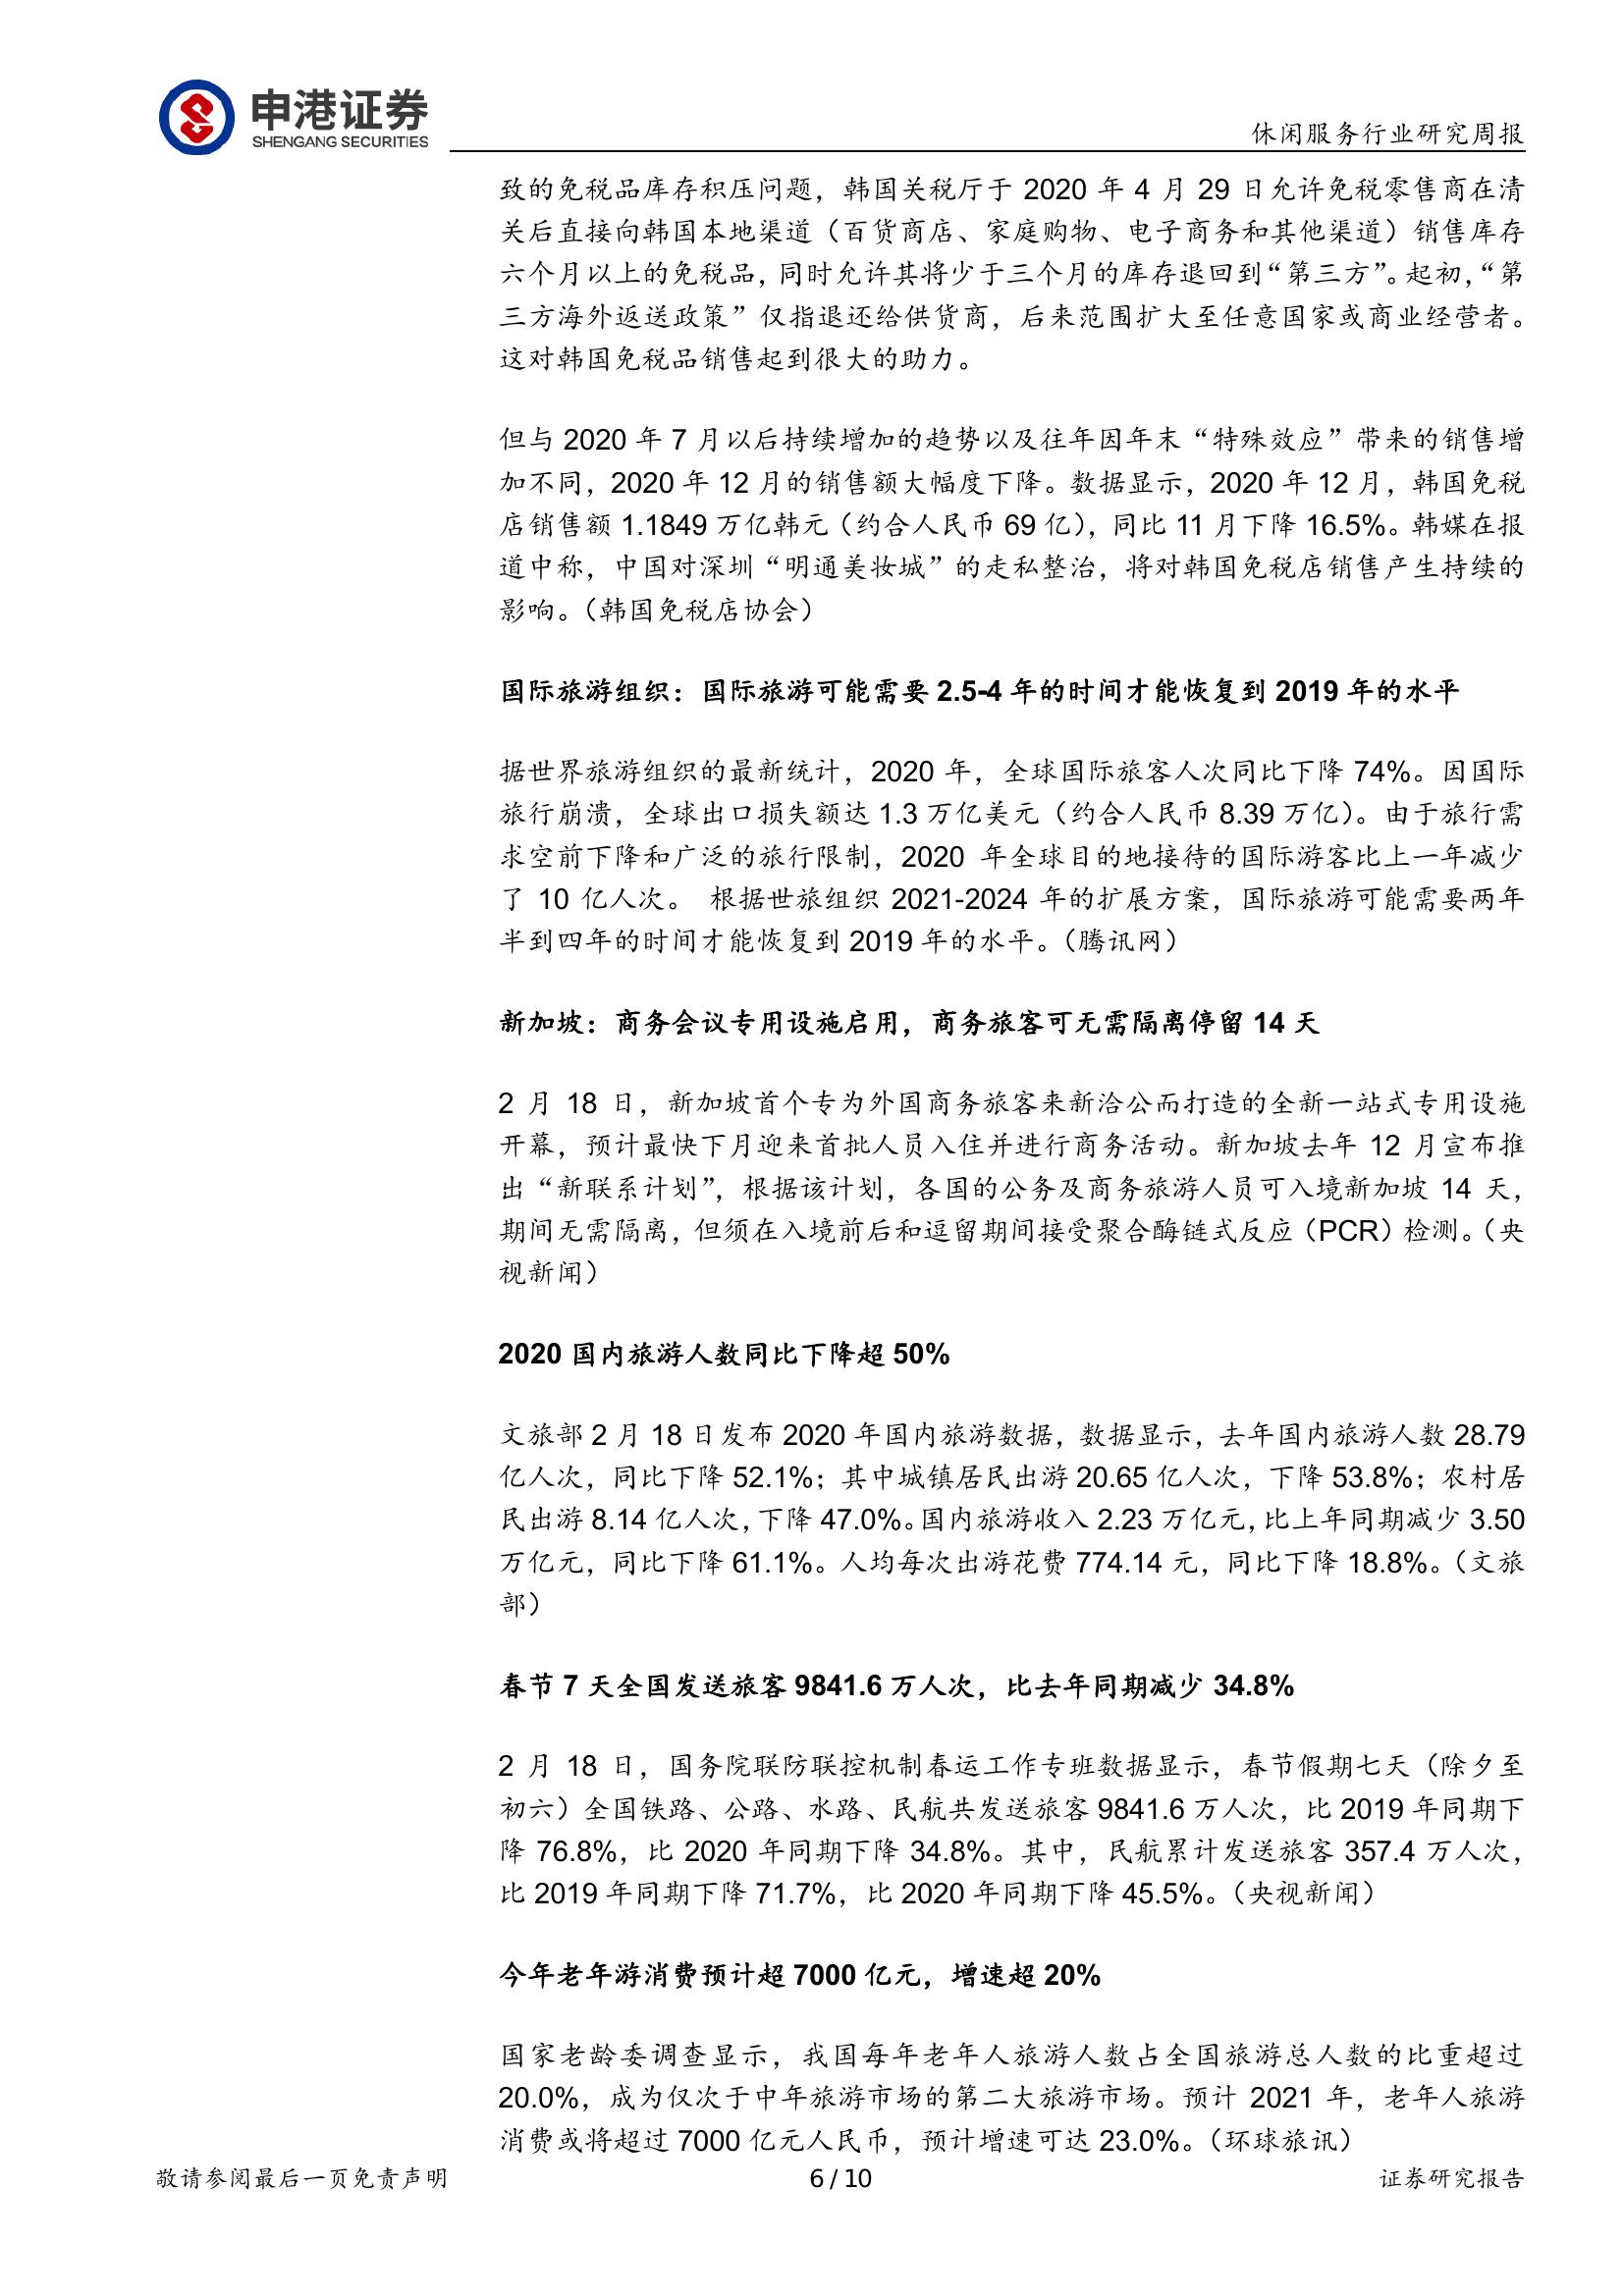 申港证券
SHENGANG SECURITIES
休闲服务行业研究周报
致的免税品库存积压问题，韩国关税厅于 2020 年 4 月 29 日允许免税零售商在清
关后直接向韩国本地渠道（百货商店、家庭购物、电子商务和其他渠道）销售库存
六个月以上的免税品，同时允许其将少于三个月的库存退回到“第三方”。起初，“第
三方海外返送政策”仅指退还给供货商，后来范围扩大至任意国家或商业经营者。
这对韩国免税品销售起到很大的助力。
但与 2020 年 7 月以后持续增加的趋势以及往年因年末“特殊效应”带来的销售增
加不同，2020 年 12 月的销售额大幅度下降。数据显示，2020 年 12 月，韩国免税
店销售额 1.1849 万亿韩元（约合人民币 69 亿），同比 11 月下降 16.5%。韩媒在报
道中称，中国对深圳“明通美妆城”的走私整治，将对韩国免税店销售产生持续的
影响。（韩国免税店协会）
国际旅游组织：国际旅游可能需要 2.5-4 年的时间才能恢复到 2019 年的水平
据世界旅游组织的最新统计，2020 年，全球国际旅客人次同比下降 74%。因国际
旅行崩溃，全球出口损失额达 1.3 万亿美元（约合人民币 8.39 万亿）。由于旅行需
求空前下降和广泛的旅行限制，2020 年全球目的地接待的国际游客比上一年减少
了 10 亿人次。 根据世旅组织 2021-2024 年的扩展方案，国际旅游可能需要两年
半到四年的时间才能恢复到 2019 年的水平。（腾讯网）
新加坡：商务会议专用设施启用，商务旅客可无需隔离停留 14 天
2 月 18 日，新加坡首个专为外国商务旅客来新洽公而打造的全新一站式专用设施
开幕，预计最快下月迎来首批人员入住并进行商务活动。新加坡去年 12 月宣布推
出“新联系计划”，根据该计划，各国的公务及商务旅游人员可入境新加坡 14 天，
期间无需隔离，但须在入境前后和逗留期间接受聚合酶链式反应（PCR）检测。（央
视新闻）
2020 国内旅游人数同比下降超 50%
文旅部 2 月 18 日发布 2020 年国内旅游数据，数据显示，去年国内旅游人数 28.79
亿人次，同比下降 52.1%；其中城镇居民出游 20.65 亿人次，下降 53.8%；农村居
民出游 8.14 亿人次，下降 47.0%。国内旅游收入 2.23 万亿元，比上年同期减少 3.50
万亿元，同比下降 61.1%。人均每次出游花费 774.14 元，同比下降 18.8%。（文旅
部）
春节 7 天全国发送旅客 9841.6 万人次，比去年同期减少 34.8%
2 月 18 日，国务院联防联控机制春运工作专班数据显示，春节假期七天（除夕至
初六）全国铁路、公路、水路、民航共发送旅客 9841.6 万人次，比 2019 年同期下
降 76.8%，比 2020 年同期下降 34.8%。其中，民航累计发送旅客 357.4 万人次，
比 2019 年同期下降 71.7%，比 2020 年同期下降 45.5%。（央视新闻）
今年老年游消费预计超 7000 亿元，增速超 20%
国家老龄委调查显示，我国每年老年人旅游人数占全国旅游总人数的比重超过
20.0%，成为仅次于中年旅游市场的第二大旅游市场。预计 2021 年，老年人旅游
消费或将超过 7000 亿元人民币，预计增速可达 23.0%。（环球旅讯）
敬请参阅最后一页免责声明
6 / 10
证券研究报告